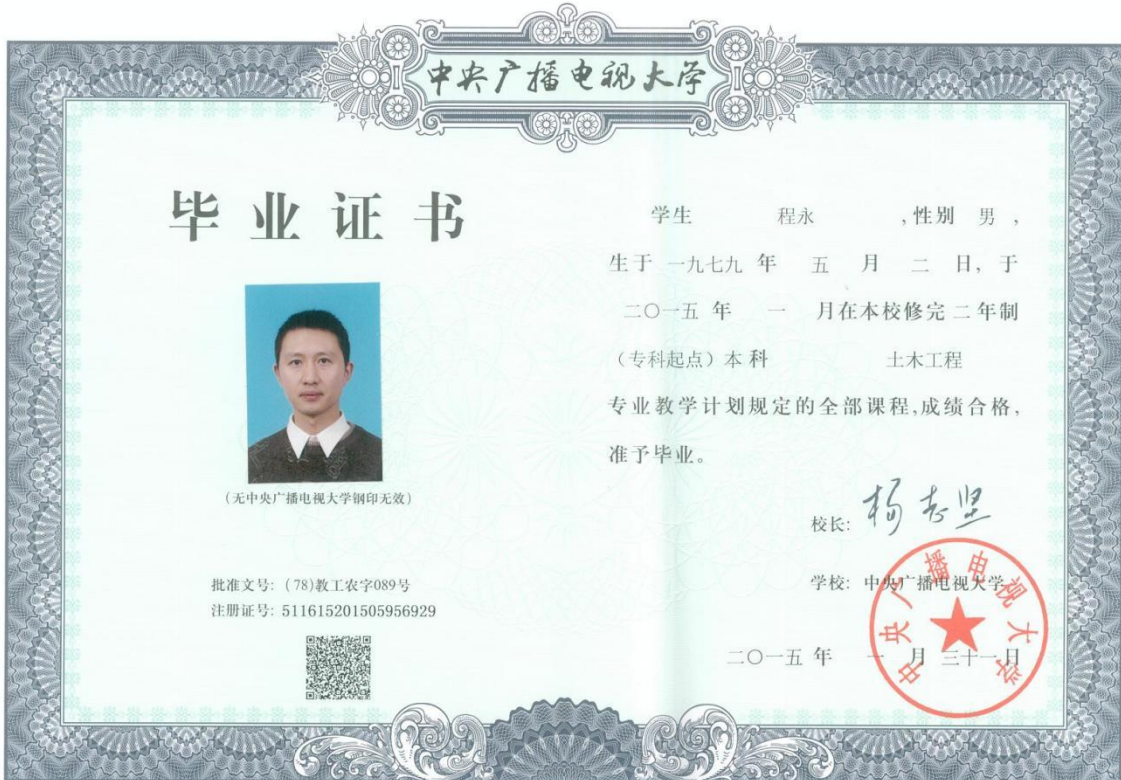 中央广播电视大学
毕业证书
(无中央广播电视大学钢印无效)
批准文号: (78)教工农字089号
注册证号: 511615201505956929
学生 程永 ,性别 男 ,
生于 一九七九 年 五 月 二 日, 于
二〇一五 年 一 月在本校修完 二 年制
(专科起点) 本科 土木工程
专业教学计划规定的全部课程,成绩合格,
准予毕业。
校长: 杨志坚
学校: 中央广播电视大学
二〇一五 年 一 月 三十一 日
中央广播电视大学